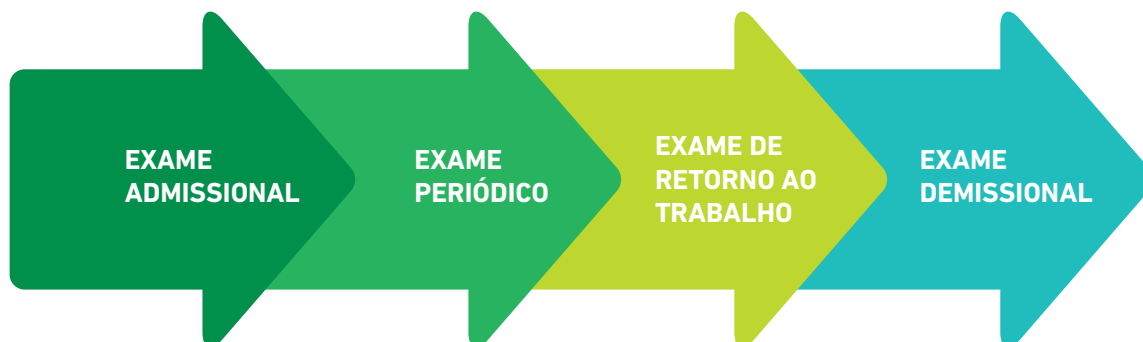 EXAME
ADMISSIONAL
EXAME
PERIÓDICO
EXAME DE
RETORNO AO
TRABALHO
EXAME
DEMISSIONAL